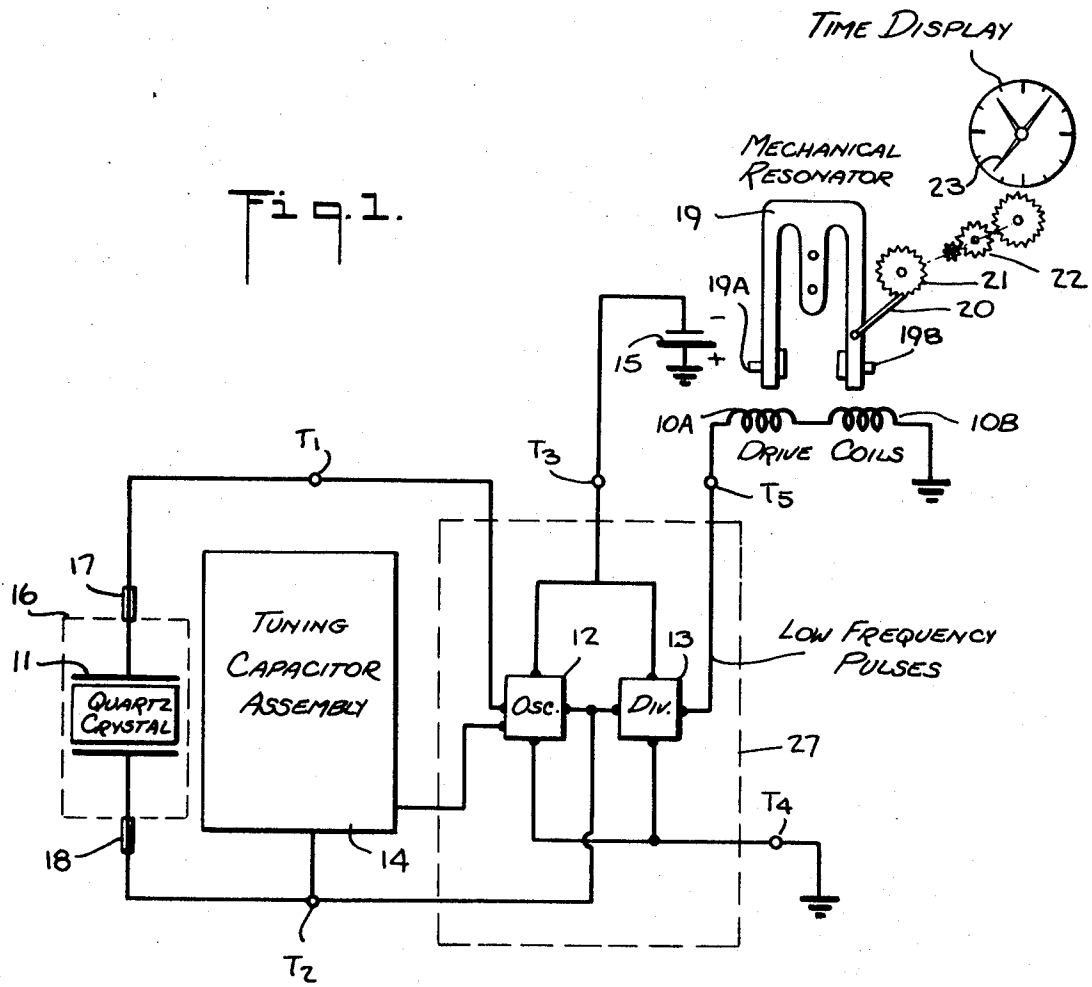 TIME DISPLAY
MECHANICAL
RESONATOR
23
Fig.1.
19
19A
21
22
20
15
-
+
19B
10A
10B
DRIVE COILS
T1
T3
T5
17
16
11
TUNING
CAPACITOR
ASSEMBLY
12
13
LOW FREQUENCY
PULSES
QUARTZ
CRYSTAL
OSC.
DIV.
27
T4
18
14
T2